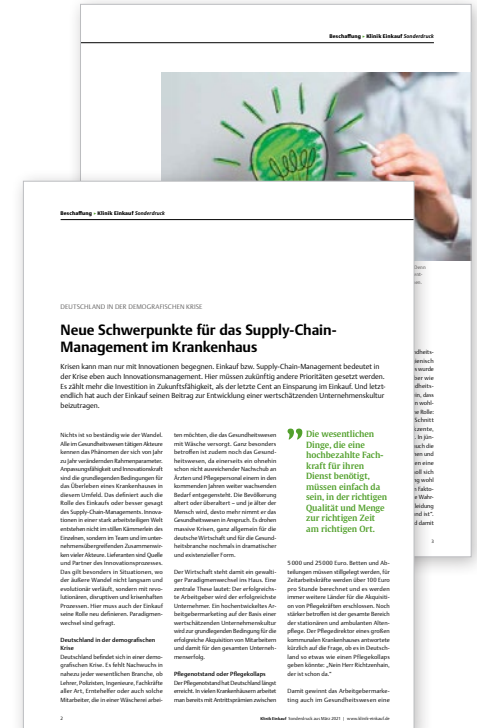 Beschaffung – Klinik Einkauf Sonderdruck
Beschaffung – Klinik Einkauf Sonderdruck
DEUTSCHLAND IN DER DEMOGRAFISCHEN KRISE
Neue Schwerpunkte für das Supply-Chain-
Management im Krankenhaus
Krisen kann man nur mit Innovationen begegnen. Einkauf bzw. Supply-Chain-Management bedeutet in
der Krise eben auch Innovationsmanagement. Hier müssen zukünftig andere Prioritäten gesetzt werden.
Es zählt mehr die Investition in Zukunftsfähigkeit, als der letzte Cent an Einsparung im Einkauf. Und letzt-
endlich hat auch der Einkauf seinen Beitrag zur Entwicklung einer wertschätzenden Unternehmenskultur
beizutragen.
Nichts ist so beständig wie der Wandel.
Alle im Gesundheitswesen tätigen Akteure
kennen das Phänomen der sich von Jahr
zu Jahr verändernden Rahmenparameter.
Anpassungsfähigkeit und Innovationskraft
sind die grundlegenden Bedingungen für
das Überleben eines Krankenhauses in
diesem Umfeld. Das definiert auch die
Rolle des Einkaufs oder besser gesagt
des Supply-Chain-Managements. Innova-
tionen in einer stark arbeitsteiligen Welt
entstehen nicht im stillen Kämmerlein des
Einzelnen, sondern im Team und im unter-
nehmensübergreifenden Zusammenwir-
ken vieler Akteure. Lieferanten sind Quelle
und Partner des Innovationsprozesses.
Das gilt besonders in Situationen, wo
der äußere Wandel nicht langsam und
evolutionär verläuft, sondern mit revo-
lutionären, disruptiven und krisenhaften
Prozessen. Hier muss auch der Einkauf
seine Rolle neu definieren. Paradigmen-
wechsel sind gefragt.
Deutschland in der demografischen
Krise
Deutschland befindet sich in einer demo-
grafischen Krise. Es fehlt Nachwuchs in
nahezu jeder wesentlichen Branche, ob
Lehrer, Polizisten, Ingenieure, Fachkräfte
aller Art, Erntehelfer oder auch solche
Mitarbeiter, die in einer Wäscherei arbei-
ten möchten, die das Gesundheitswesen
mit Wäsche versorgt. Ganz besonders
betroffen ist zudem noch das Gesund-
heitswesen, da einerseits ein ohnehin
schon nicht ausreichender Nachschub an
Ärzten und Pflegepersonal einem in den
kommenden Jahren weiter wachsenden
Bedarf entgegensteht. Die Bevölkerung
altert oder überaltert – und je älter der
Mensch wird, desto mehr nimmt er das
Gesundheitswesen in Anspruch. Es drohen
massive Krisen, ganz allgemein für die
deutsche Wirtschaft und für die Gesund-
heitsbranche nochmals in dramatischer
und existenzieller Form.
Der Wirtschaft steht damit ein gewalti-
ger Paradigmenwechsel ins Haus. Eine
zentrale These lautet: Der erfolgreichs-
te Arbeitgeber wird der erfolgreichste
Unternehmer. Ein hochentwickeltes Ar-
beitgebermarketing auf der Basis einer
wertschätzenden Unternehmenskultur
wird zur grundlegenden Bedingung für die
erfolgreiche Akquisition von Mitarbeitern
und damit für den gesamten Unterneh-
menserfolg.
Pflegenotstand oder Pflegekollaps
Der Pflegenotstand hat Deutschland längst
erreicht. In vielen Krankenhäusern arbeitet
man bereits mit Antrittsprämien zwischen
„Die wesentlichen
Dinge, die eine
hochbezahlte Fach-
kraft für ihren
Dienst benötigt,
müssen einfach da
sein, in der richtigen
Qualität und Menge
zur richtigen Zeit
am richtigen Ort.
5 000 und 25 000 Euro. Betten und Ab-
teilungen müssen stillgelegt werden, für
Zeitarbeitskräfte werden über 100 Euro
pro Stunde berechnet und es werden
immer weitere Länder für die Akquisiti-
on von Pflegekräften erschlossen. Noch
stärker betroffen ist der gesamte Bereich
der stationären und ambulanten Alten-
pflege. Der Pflegedirektor eines großen
kommunalen Krankenhauses antwortete
kürzlich auf die Frage, ob es in Deutsch-
land so etwas wie einen Pflegekollaps
geben könnte: „Nein Herr Richtzenhain,
der ist schon da.“
Damit gewinnt das Arbeitgebermarke-
ting auch im Gesundheitswesen eine
2
Klinik Einkauf Sonderdruck aus März 2021 | www.klinik-einkauf.de
3